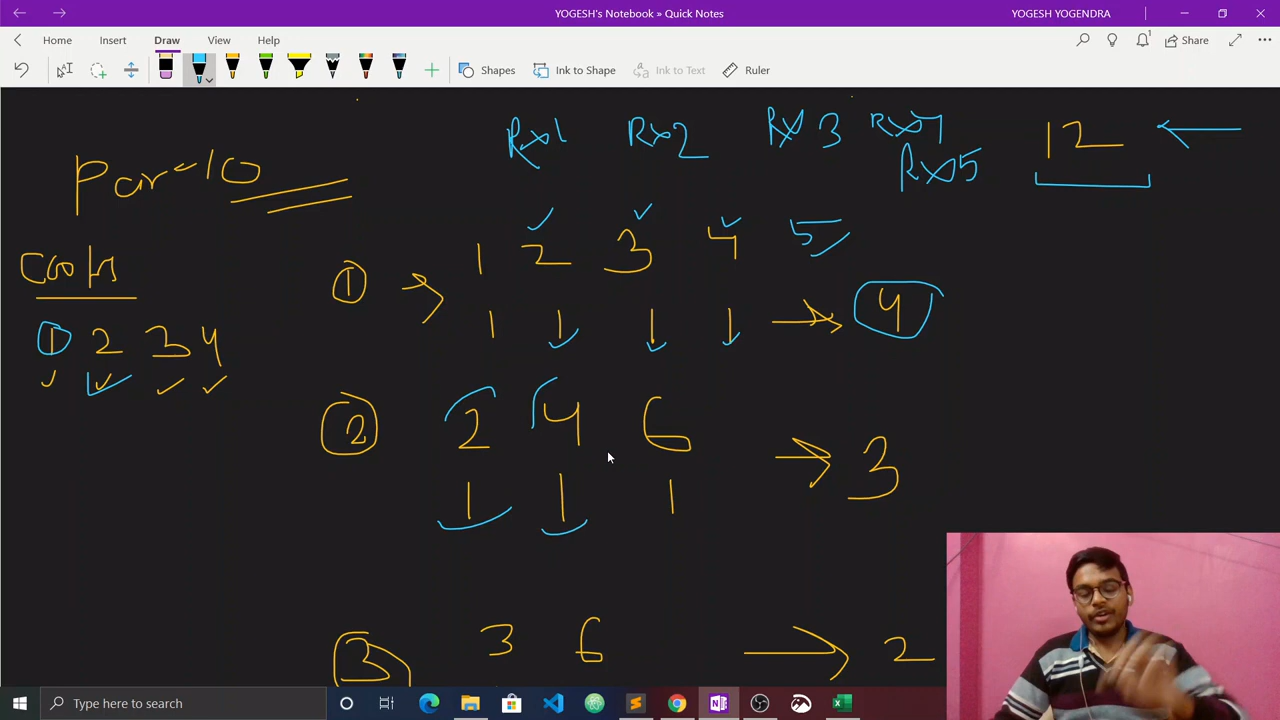 YOGESH's Notebook » Quick Notes
YOGESH YOGENDRA
Home Insert Draw View Help
Share
Shapes
Ink to Shape
Ink to Text
Ruler
Rx1 Rx2 Rx3 Rx4 12
Rx5
Par-10
1 2 3 4 5
Cooks
① → 1 1 1 1 → 4
1 2 3 4
② 2 4 6 → 3
1 1 1
③ 3 6 → 2
Type here to search